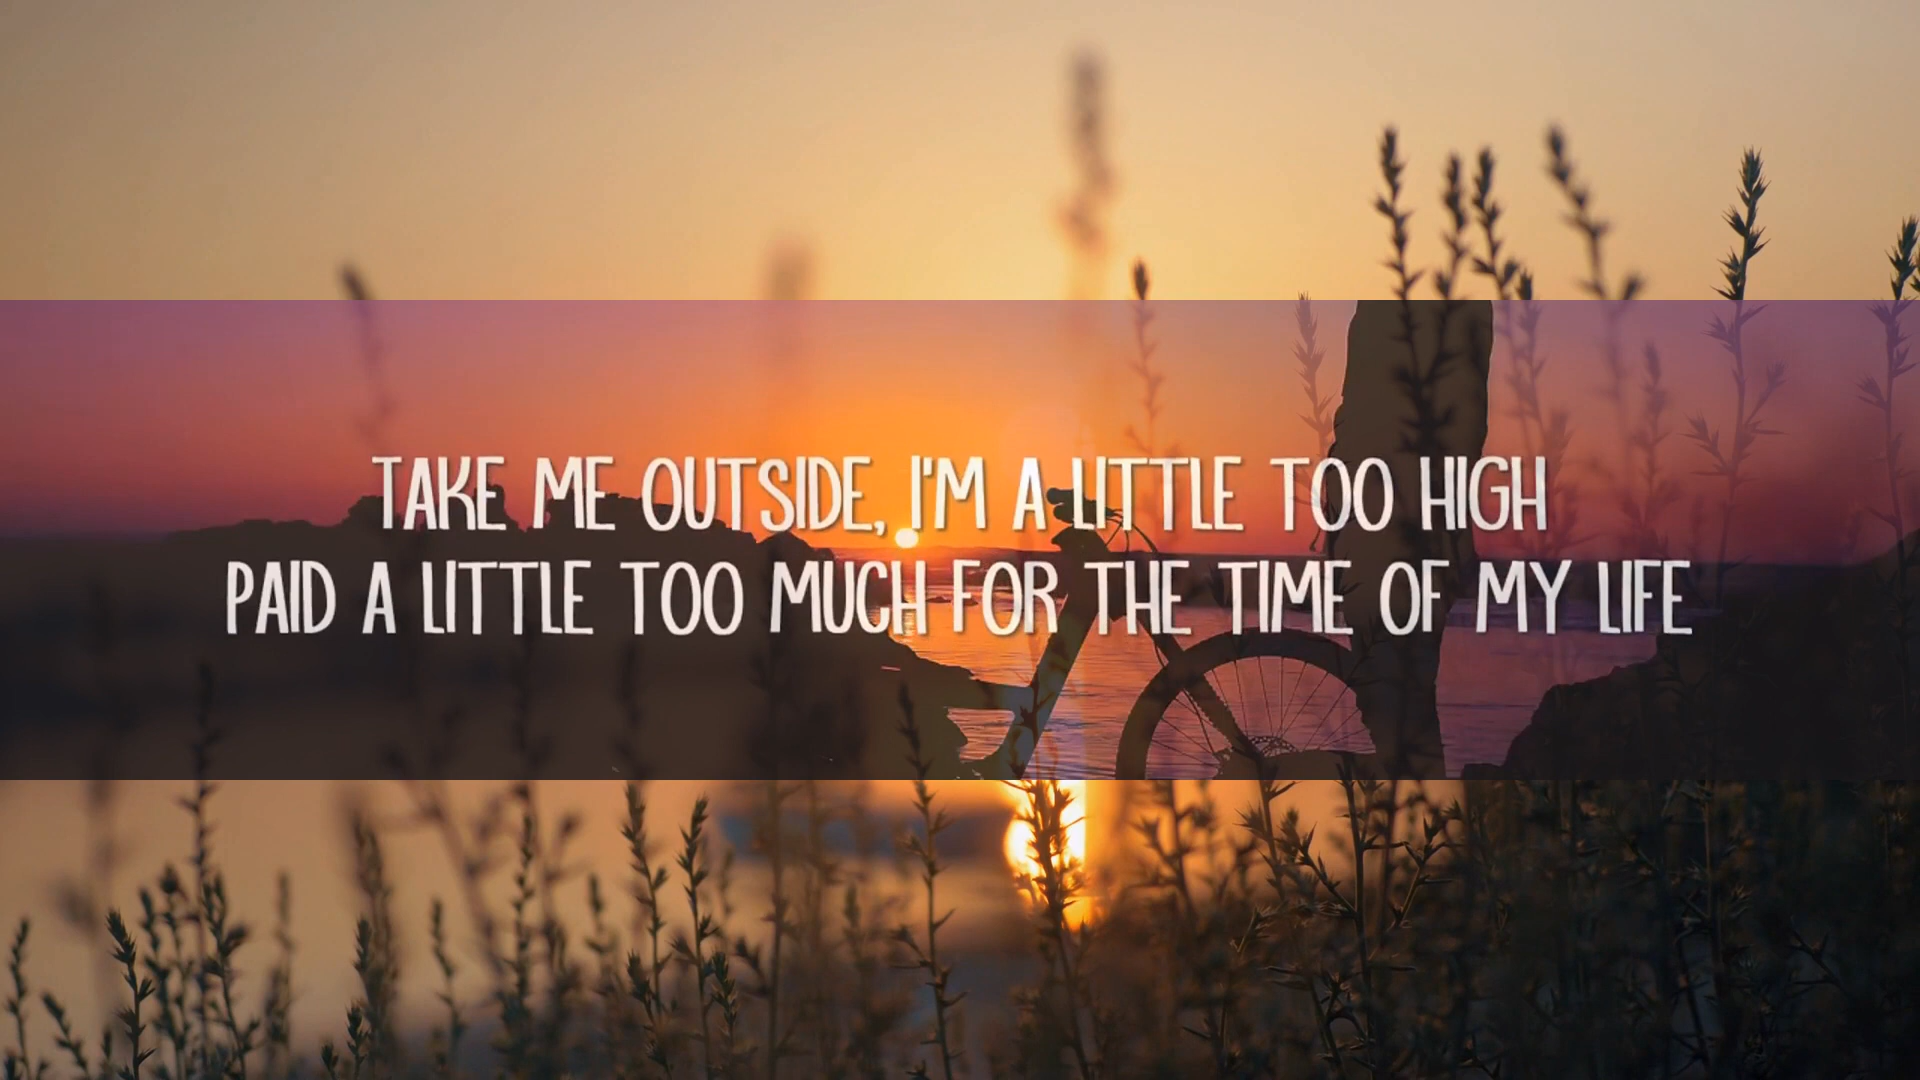 TAKE ME OUTSIDE, I'M A LITTLE TOO HIGH
PAID A LITTLE TOO MUCH FOR THE TIME OF MY LIFE